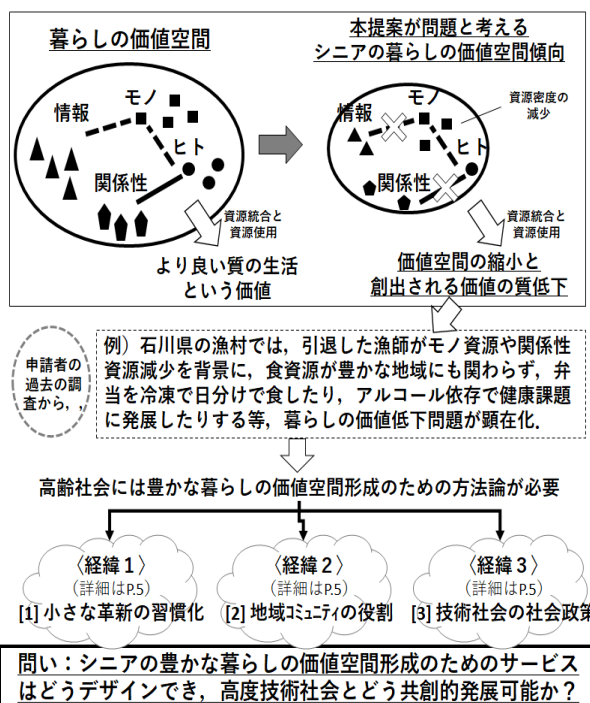 暮らしの価値空間
本提案が問題と考える
シニアの暮らしの価値空間傾向
情報
モノ
ヒト
関係性
資源統合と
資源使用
より良い質の生活
という価値
情報
モノ
資源密度の
減少
ヒト
関係性
資源統合と
資源使用
価値空間の縮小と
創出される価値の質低下
申請者の
過去の調
査から，，
例）石川県の漁村では，引退した漁師がモノ資源や関係性
資源減少を背景に，食資源が豊かな地域にも関わらず，弁
当を冷凍で日分けで食したり，アルコール依存で健康課題
に発展したりする等，暮らしの価値低下問題が顕在化．
高齢社会には豊かな暮らしの価値空間形成のための方法論が必要
〈経緯１〉
（詳細はP.5）
[1] 小さな革新の習慣化
〈経緯２〉
（詳細はP.5）
[2] 地域ｺﾐｭﾆﾃｨの役割
〈経緯３〉
（詳細はP.5）
[3] 技術社会の社会政策
問い：シニアの豊かな暮らしの価値空間形成のためのサービス
はどうデザインでき，高度技術社会とどう共創的発展可能か？